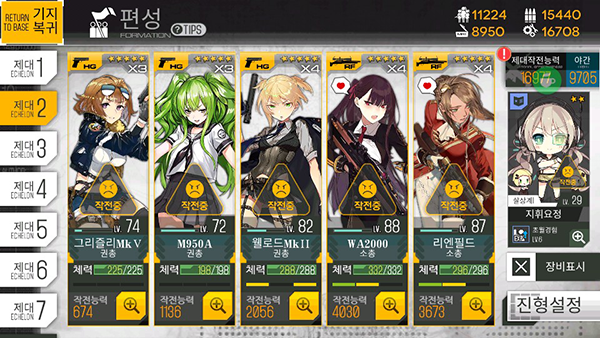 RETURN TO BASE
기지
복귀
편성
FORMATION
? TIPS
11224
15440
8950
16708
제대 1
ECHELON
제대 2
ECHELON
제대 3
ECHELON
제대 4
ECHELON
제대 5
ECHELON
제대 6
ECHELON
제대 7
ECHELON
HG
X3
작전중
LV. 74
그리즐리Mk V
권총
체력 225/225
작전능력
674
HG
X3
작전중
LV. 72
M950A
권총
체력 198/198
작전능력
1136
HG
X4
작전중
LV. 82
웰로드MkII
권총
체력 288/288
작전능력
2056
RF
X4
작전중
LV. 88
WA2000
소총
체력 332/332
작전능력
4030
RF
X4
작전중
LV. 87
리엔필드
소총
체력 296/296
작전능력
3673
제대작전능력
야간
9705
작전중
살상계I
LV. 29
지휘요정
초월경험
LV6
장비표시
진형설정